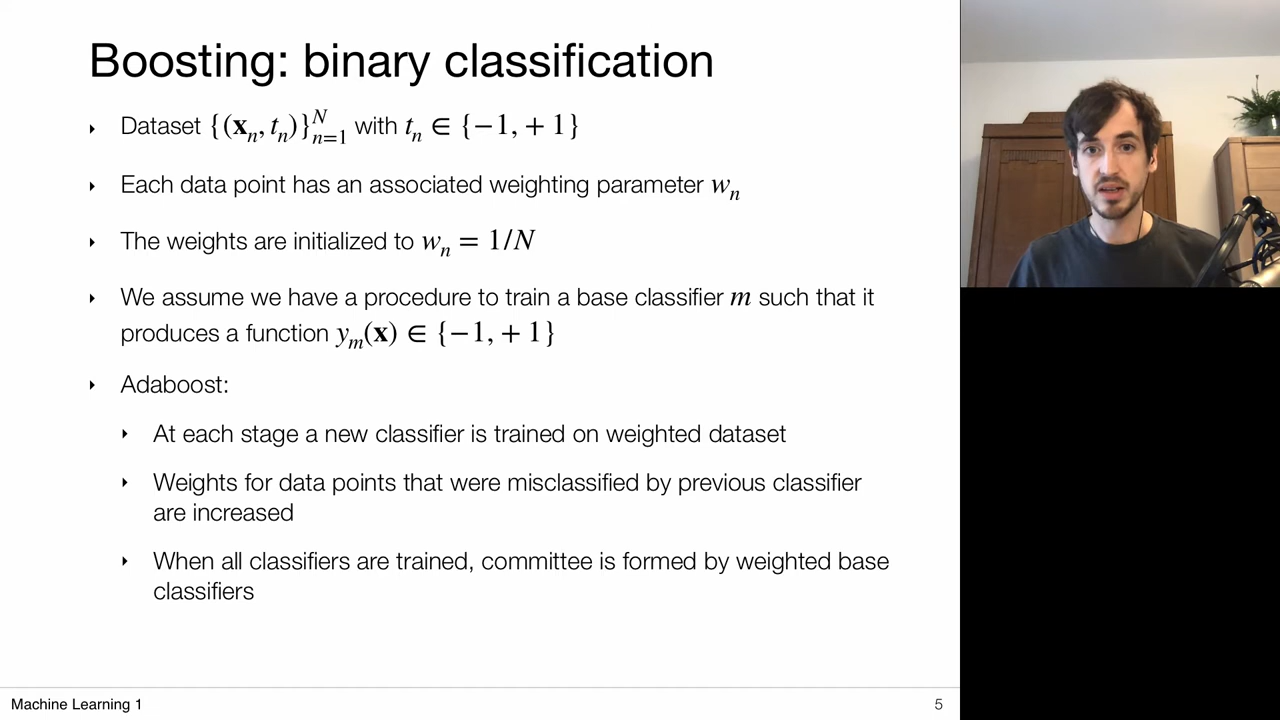 Boosting: binary classification
‣ Dataset {(𝐱ₙ, tₙ)}ₙ₌₁ᴺ with tₙ ∈ {−1, + 1}
‣ Each data point has an associated weighting parameter wₙ
‣ The weights are initialized to wₙ = 1/N
‣ We assume we have a procedure to train a base classifier m such that it
produces a function yₘ(𝐱) ∈ {−1, + 1}
‣ Adaboost:
‣ At each stage a new classifier is trained on weighted dataset
‣ Weights for data points that were misclassified by previous classifier
are increased
‣ When all classifiers are trained, committee is formed by weighted base
classifiers
Machine Learning 1
5